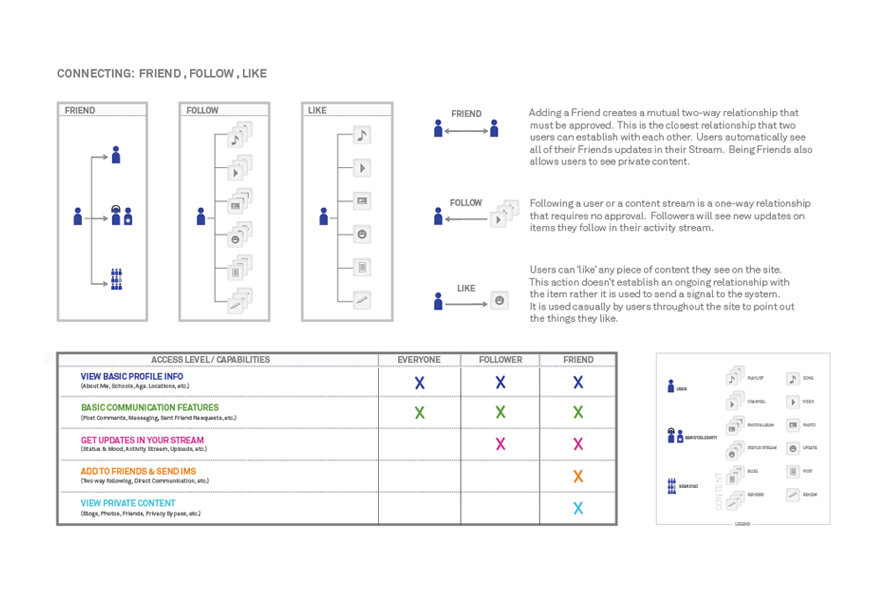 CONNECTING: FRIEND , FOLLOW , LIKE
FRIEND
FOLLOW
LIKE
FRIEND
Adding a Friend creates a mutual two-way relationship that
must be approved. This is the closest relationship that two
users can establish with each other. Users automatically see
all of their Friends updates in their Stream. Being Friends also
allows users to see private content.
FOLLOW
Following a user or a content stream is a one-way relationship
that requires no approval. Followers will see new updates on
items they follow in their activity stream.
LIKE
Users can 'like' any piece of content they see on the site.
This action doesn't establish an ongoing relationship with
the item rather it is used to send a signal to the system.
It is used casually by users throughout the site to point out
the things they like.
ACCESS LEVEL / CAPABILITIES EVERYONE FOLLOWER FRIEND
VIEW BASIC PROFILE INFO X X X
(About Me, Schools, Age, Locations, etc.)
BASIC COMMUNICATION FEATURES X X X
(Post Comments, Messaging, Sent Friend Resquests, etc.)
GET UPDATES IN YOUR STREAM X X
(Status & Mood, Activity Stream, Uploads, etc.)
ADD TO FRIENDS & SEND IMS X
(Two way following, Direct Communication, etc.)
VIEW PRIVATE CONTENT X
(Blogs, Photos, Friends, Privacy Bypass, etc.)
USER
BAND/CELEBRITY
CONTENT
PLAYLIST
CHANNEL
PHOTO ALBUM
STATUS STREAM
BLOG
REVIEWS
SONG
VIDEO
PHOTO
UPDATE
POST
REVIEW
LEGEND